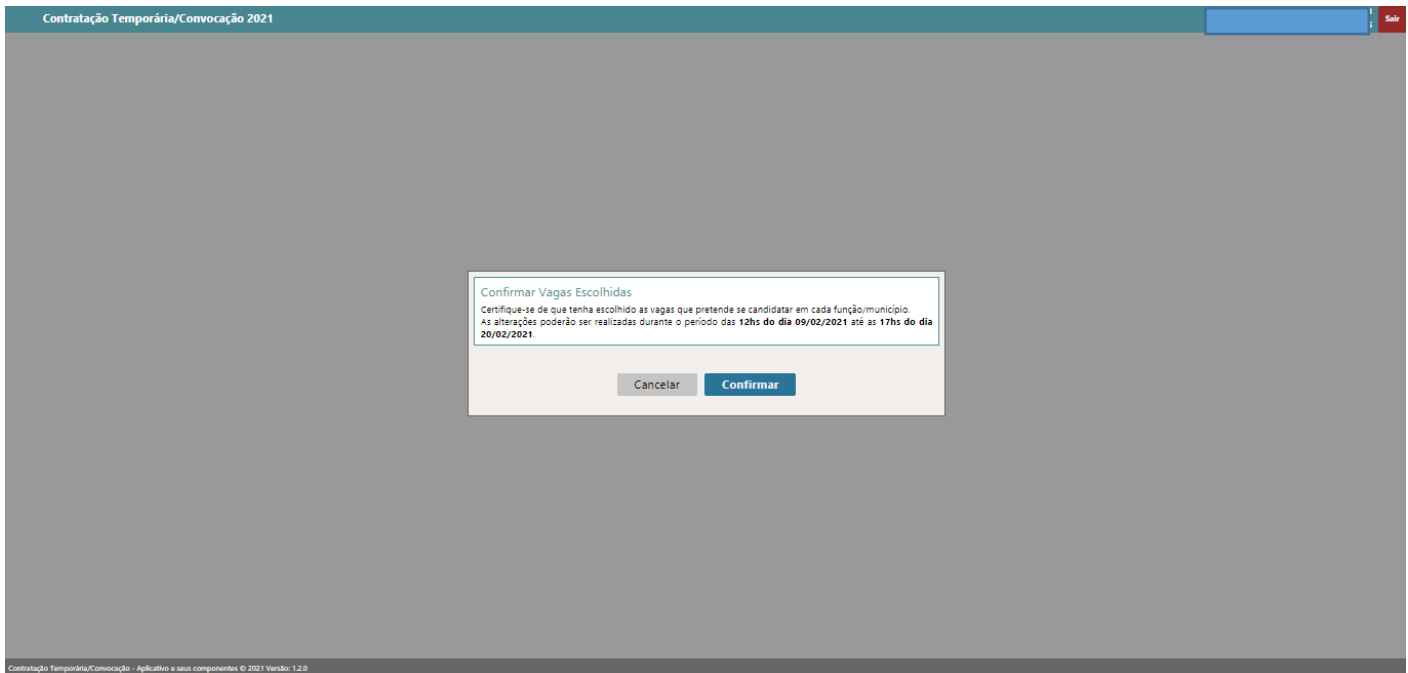 Contratação Temporária/Convocação 2021
Sair
Confirmar Vagas Escolhidas
Certifique-se de que tenha escolhido as vagas que pretende se candidatar em cada função/município.
As alterações poderão ser realizadas durante o período das 12hs do dia 09/02/2021 até as 17hs do dia
20/02/2021.
Cancelar Confirmar
Contratação Temporária/Convocação - Aplicativo e seus componentes © 2021 Versão: 1.2.0